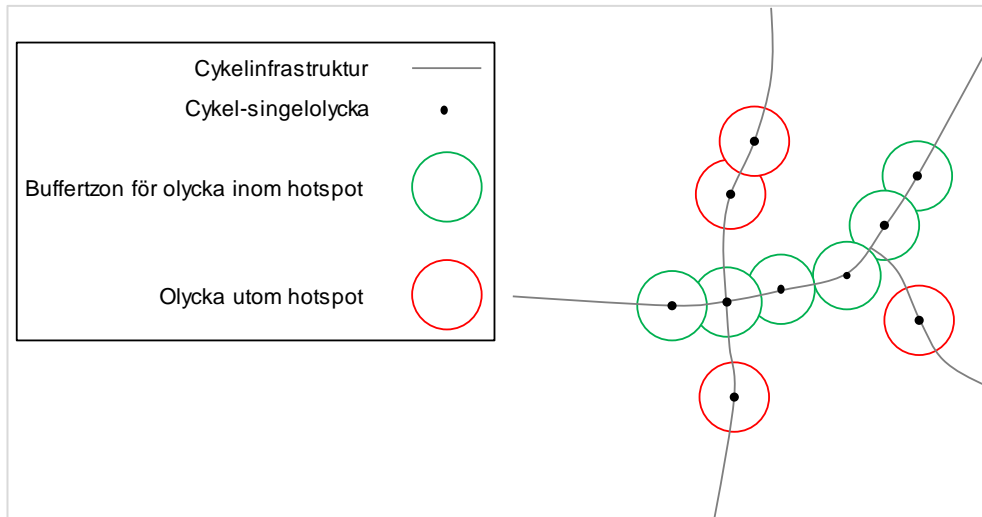 Cykelinfrastruktur
Cykel-singelolycka
Buffertzon för olycka inom hotspot
Olycka utom hotspot